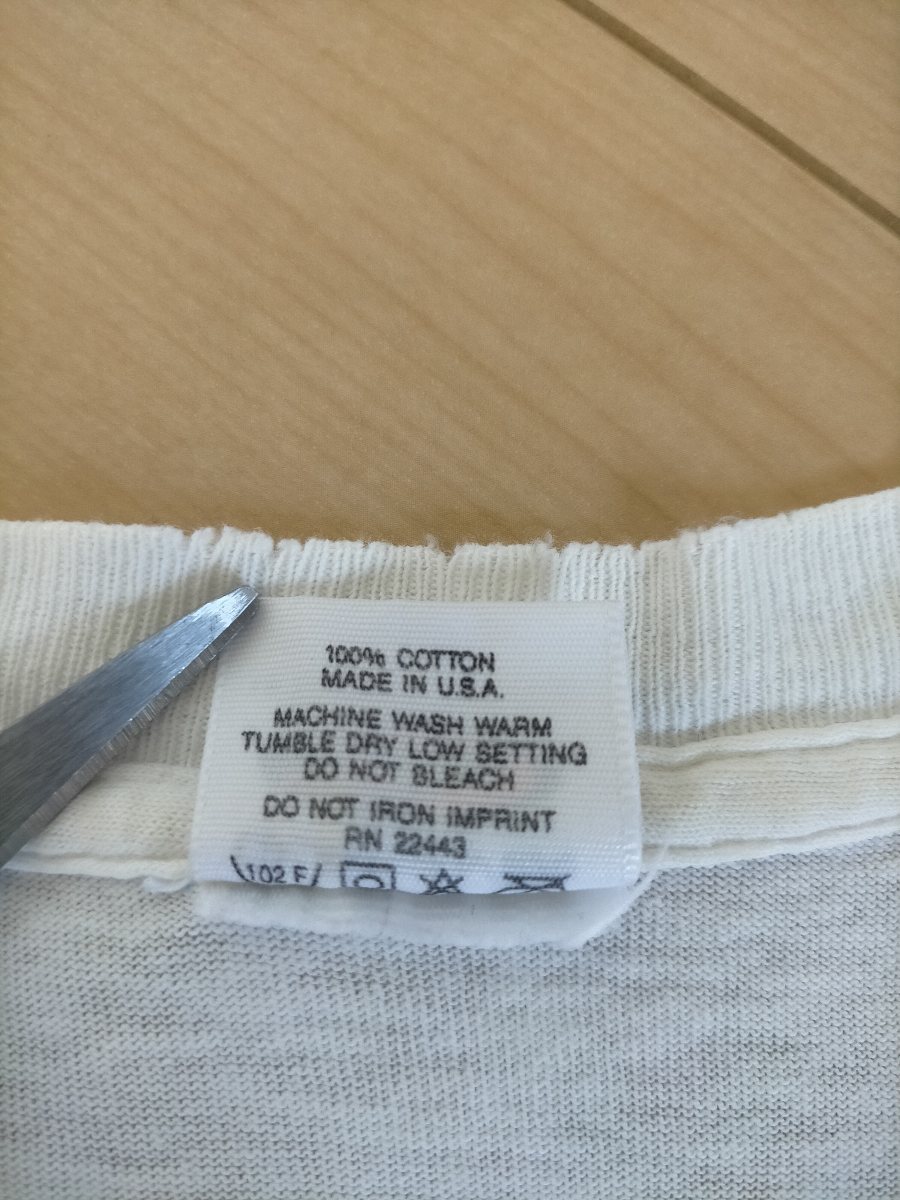 100% COTTON
MADE IN U.S.A.
MACHINE WASH WARM
TUMBLE DRY LOW SETTING
DO NOT BLEACH
DO NOT IRON IMPRINT
RN 22443
102 F